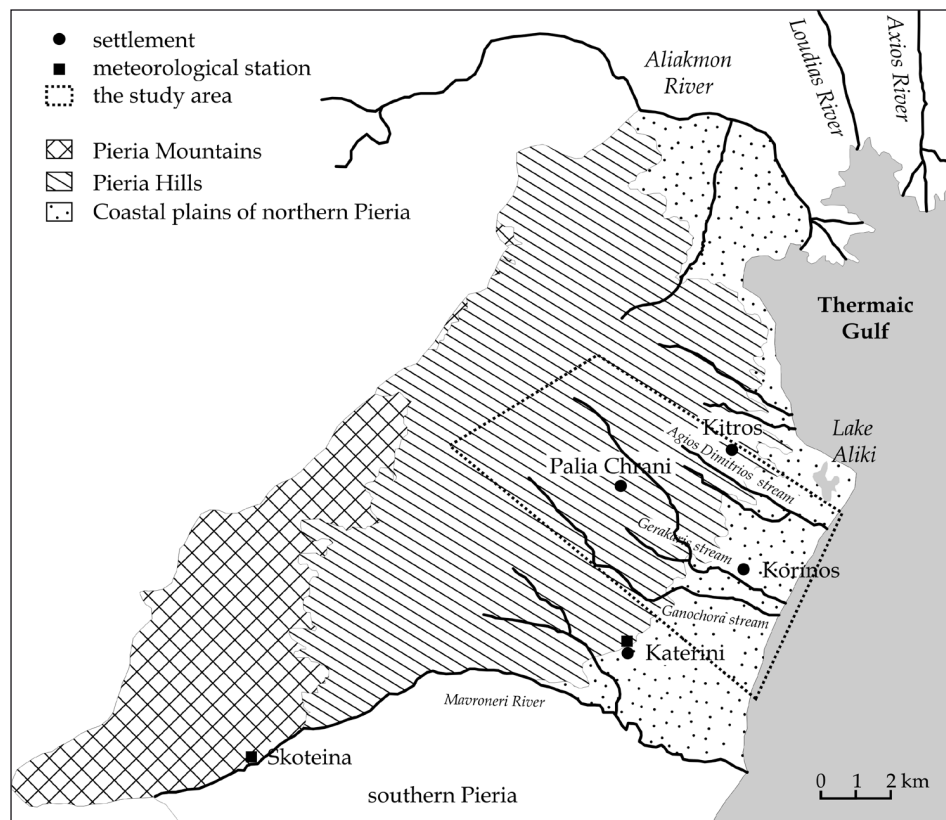 settlement
meteorological station
the study area
Pieria Mountains
Pieria Hills
Coastal plains of northern Pieria
Aliakmon
River
Loudias River
Axios River
Thermaic
Gulf
Lake
Aliki
Kitros
Agios Dimitrios stream
Palia Chrani
Gerakaris stream
Korinos
Ganochora stream
Katerini
Mavroneri River
Skoteina
southern Pieria
0 1 2 km